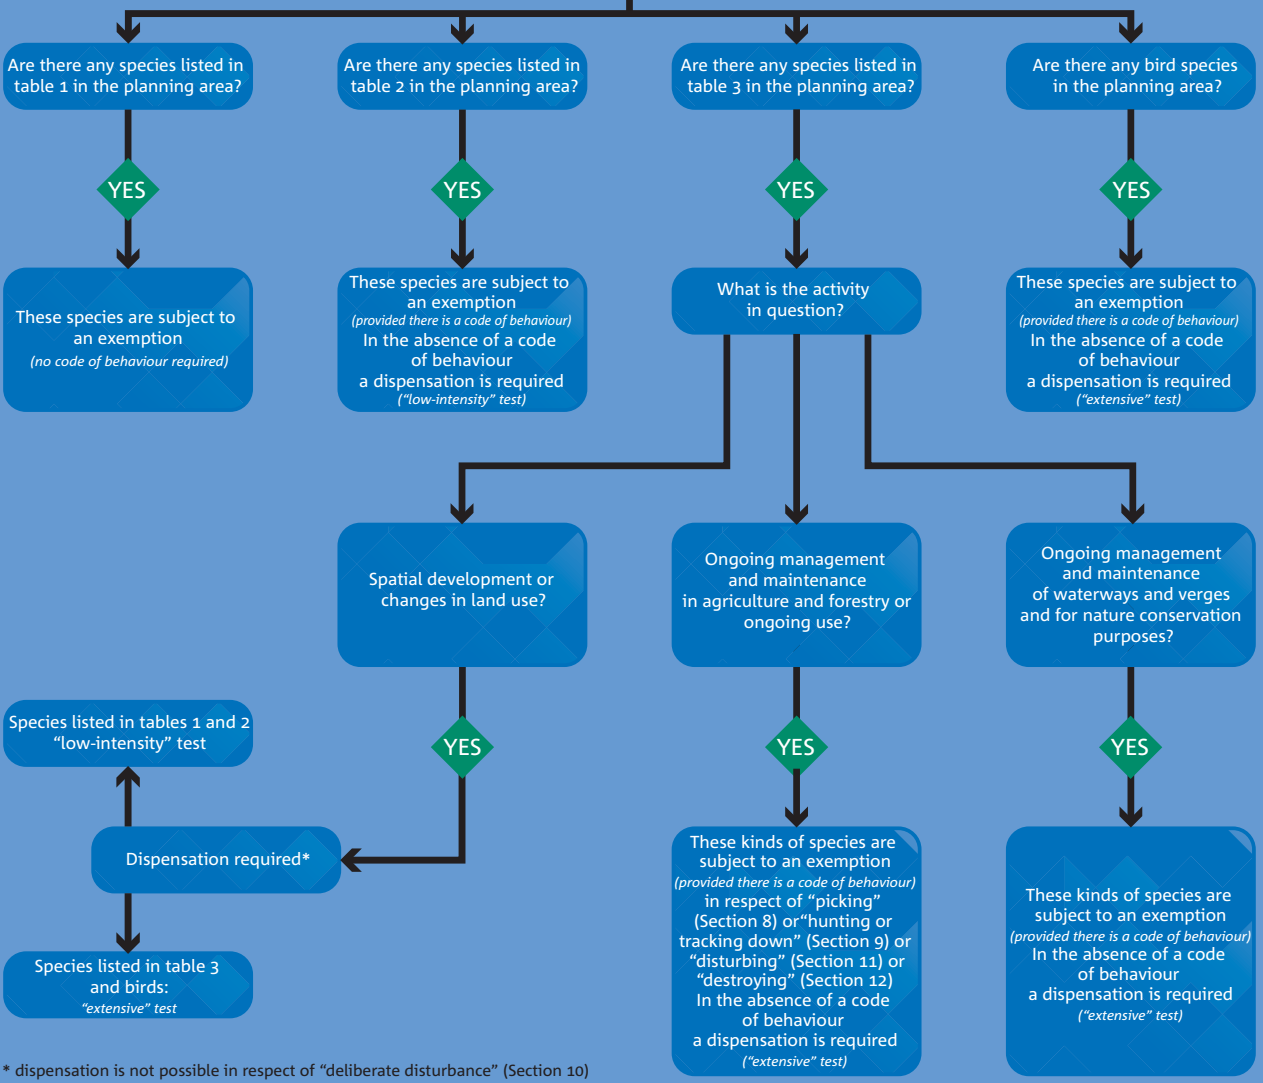 Are there any species listed in
table 1 in the planning area?
Are there any species listed in
table 2 in the planning area?
Are there any species listed in
table 3 in the planning area?
Are there any bird species
in the planning area?
YES
YES
YES
YES
These species are subject to
an exemption
(no code of behaviour required)
These species are subject to
an exemption
(provided there is a code of behaviour)
In the absence of a code
of behaviour
a dispensation is required
("low-intensity" test)
What is the activity
in question?
These species are subject to
an exemption
(provided there is a code of behaviour)
In the absence of a code
of behaviour
a dispensation is required
("extensive" test)
Spatial development or
changes in land use?
Ongoing management
and maintenance
in agriculture and forestry or
ongoing use?
Ongoing management
and maintenance
of waterways and verges
and for nature conservation
purposes?
YES
YES
YES
Species listed in tables 1 and 2
"low-intensity" test
Dispensation required*
Species listed in table 3
and birds:
"extensive" test
These kinds of species are
subject to an exemption
(provided there is a code of behaviour)
in respect of "picking"
(Section 8) or"hunting or
tracking down" (Section 9) or
"disturbing" (Section 11) or
"destroying" (Section 12)
In the absence of a code
of behaviour
a dispensation is required
("extensive" test)
These kinds of species are
subject to an exemption
(provided there is a code of behaviour)
In the absence of a code
of behaviour
a dispensation is required
("extensive" test)
* dispensation is not possible in respect of "deliberate disturbance" (Section 10)